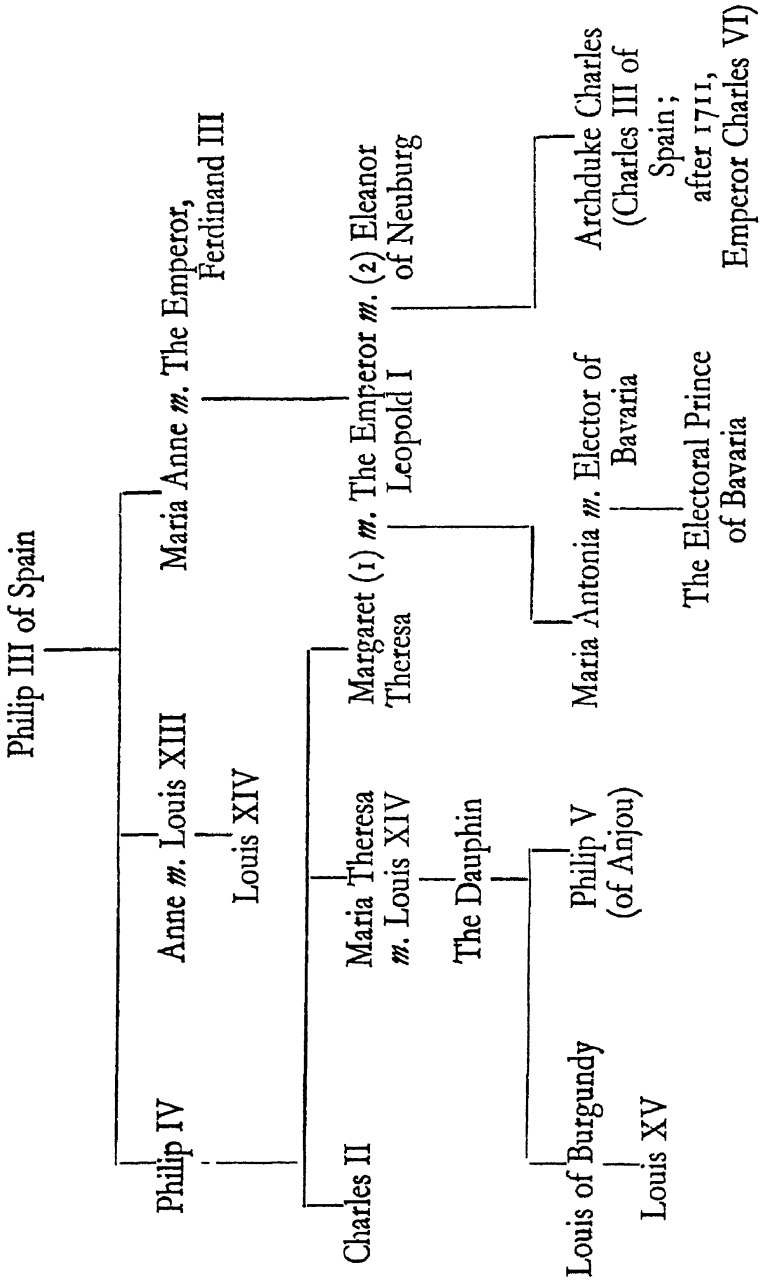 Philip III of Spain
Philip IV
Anne m. Louis XIII
Louis XIV
Maria Anne m. The Emperor,
Ferdinand III
Charles II
Maria Theresa
m. Louis XIV
The Dauphin
Margaret (1) m. The Emperor m. (2) Eleanor
Theresa
Leopold I
of Neuburg
Louis of Burgundy
Louis XV
Philip V
(of Anjou)
Maria Antonia m. Elector of
Bavaria
The Electoral Prince
of Bavaria
Archduke Charles
(Charles III of
Spain;
after 1711,
Emperor Charles VI)